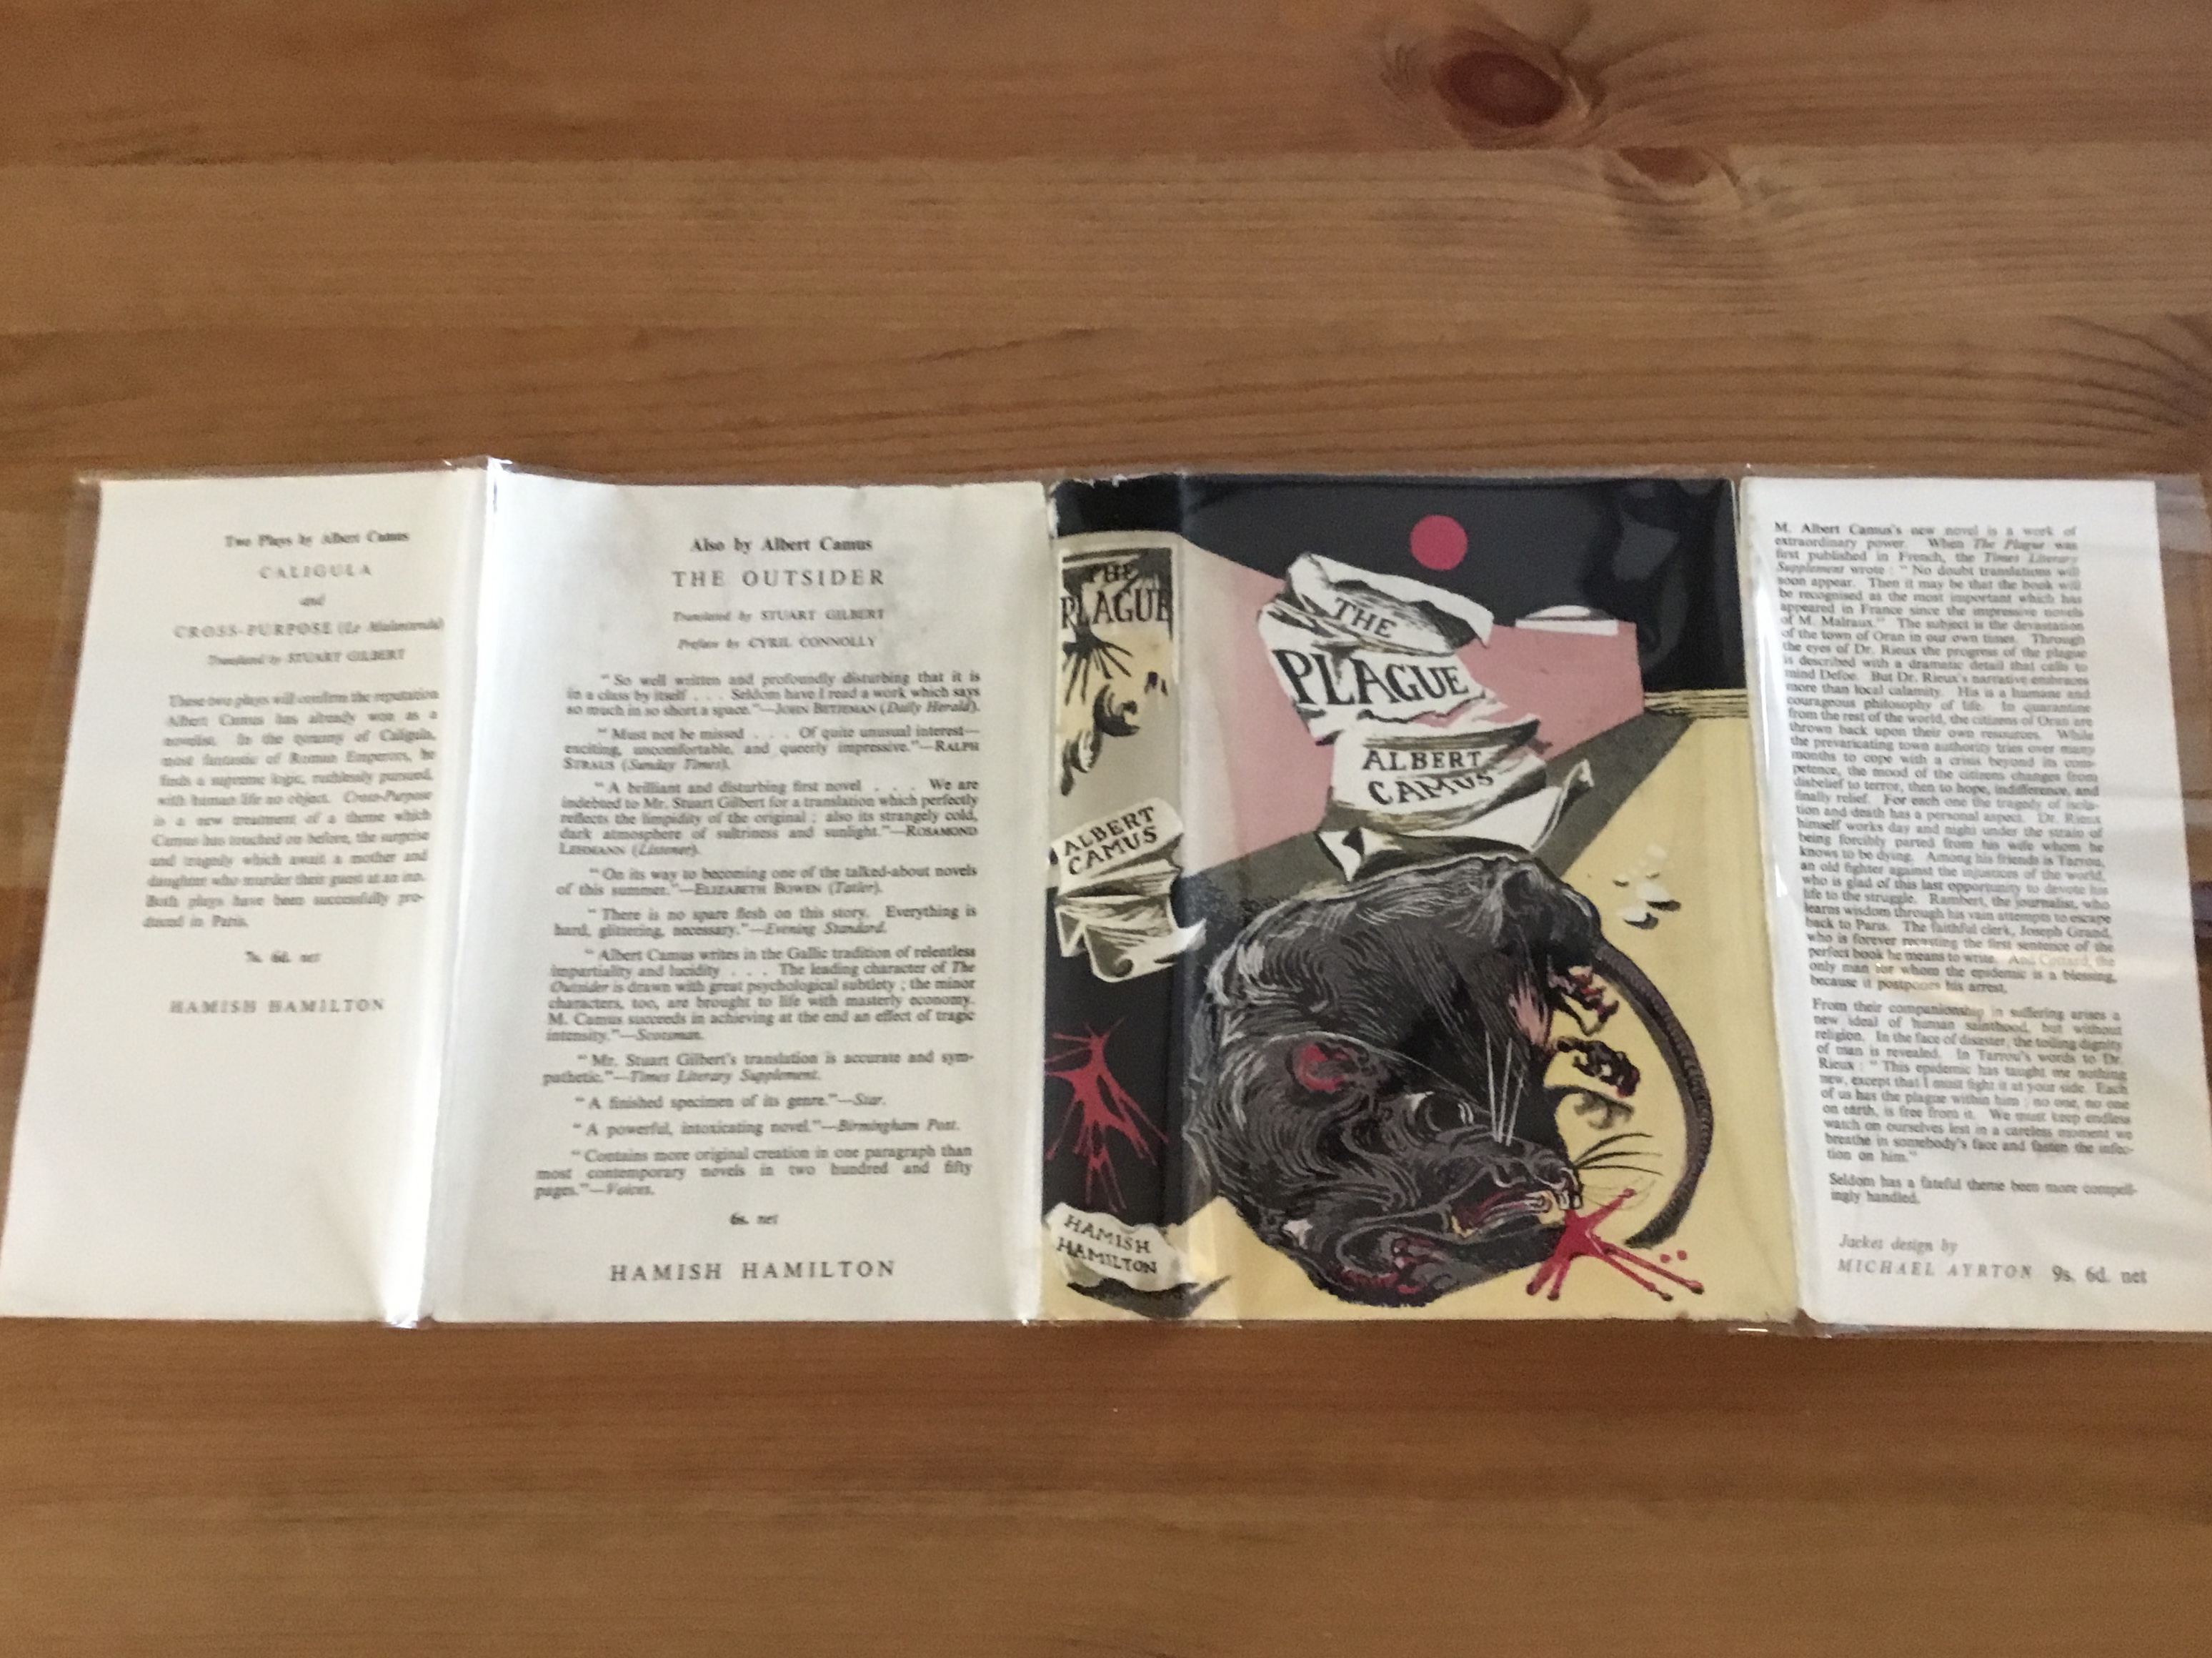 Two Plays by Albert Camus
CALIGULA
and
CROSS-PURPOSE (Le Malentendu)
Translated by STUART GILBERT
These two plays will confirm the reputation
Albert Camus has already won as a
novelist. In the tyranny of Caligula,
most fantastic of Roman Emperors, he
finds a supreme logic, ruthlessly pursued,
with human life no object. Cross-Purpose
is a new treatment of a theme which
Camus has touched on before, the surprise
and tragedy which await a mother and
daughter who murder their guest at an inn.
Both plays have been successfully pro-
duced in Paris.
7s. 6d. net
HAMISH HAMILTON
Also by Albert Camus
THE OUTSIDER
Translated by STUART GILBERT
Preface by CYRIL CONNOLLY
“ So well written and profoundly disturbing that it is
in a class by itself . . . Seldom have I read a work which says
so much in so short a space.”—JOHN BETJEMAN (Daily Herald).
“ Must not be missed . . . Of quite unusual interest—
exciting, uncomfortable, and queerly impressive.”—RALPH
STRAUS (Sunday Times).
“ A brilliant and disturbing first novel . . . We are
indebted to Mr. Stuart Gilbert for a translation which perfectly
reflects the limpidity of the original ; also its strangely cold,
dark atmosphere of sultriness and sunlight.”—ROSAMOND
LEHMANN (Listener).
“ On its way to becoming one of the talked-about novels
of this summer.”—ELIZABETH BOWEN (Tatler).
“ There is no spare flesh on this story. Everything is
hard, glittering, necessary.”—Evening Standard.
“ Albert Camus writes in the Gallic tradition of relentless
impartiality and lucidity . . . The leading character of The
Outsider is drawn with great psychological subtlety ; the minor
characters, too, are brought to life with masterly economy.
M. Camus succeeds in achieving at the end an effect of tragic
intensity.”—Scotsman.
“ Mr. Stuart Gilbert's translation is accurate and sym-
pathetic.”—Times Literary Supplement.
“ A finished specimen of its genre.”—Star.
“ A powerful, intoxicating novel.”—Birmingham Post.
“ Contains more original creation in one paragraph than
most contemporary novels in two hundred and fifty
pages.”—Voices.
6s. net
HAMISH HAMILTON
THE
PLAGUE
ALBERT
CAMUS
HAMISH
HAMILTON
THE
PLAGUE
ALBERT
CAMUS
M. Albert Camus's new novel is a work of
extraordinary power. When The Plague was
first published in French, the Times Literary
Supplement wrote : “ No doubt translations will
soon appear. Then it may be that the book will
be recognised as the most important which has
appeared in France since the impressive novels
of M. Malraux.” The subject is the devastation
of the town of Oran in our own times. Through
the eyes of Dr. Rieux the progress of the plague
is described with a dramatic detail that calls to
mind Defoe. But Dr. Rieux's narrative embraces
more than local calamity. His is a humane and
courageous philosophy of life. In quarantine
from the rest of the world, the citizens of Oran are
thrown back upon their own resources. While
the prevaricating town authority tries over many
months to cope with a crisis beyond its com-
petence, the mood of the citizens changes from
disbelief to terror, then to hope, indifference, and
finally relief. For each one the tragedy of isola-
tion and death has a personal aspect. Dr. Rieux
himself works day and night under the strain of
being forcibly parted from his wife whom he
knows to be dying. Among his friends is Tarrou,
an old fighter against the injustices of the world,
who is glad of this last opportunity to devote his
life to the struggle. Rambert, the journalist, who
learns wisdom through his vain attempts to escape
back to Paris. The faithful clerk, Joseph Grand,
who is forever rewriting the first sentence of the
perfect book he means to write. And Cottard, the
only man for whom the epidemic is a blessing,
because it postpones his arrest.
From their companionship in suffering arises a
new ideal of human sainthood, but without
religion. In the face of disaster, the toiling dignity
of man is revealed. In Tarrou's words to Dr.
Rieux : “ This epidemic has taught me nothing
new, except that I must fight it at your side. Each
of us has the plague within him ; no one, no one
on earth, is free from it. We must keep endless
watch on ourselves lest in a careless moment we
breathe in somebody's face and fasten the infec-
tion on him.”
Seldom has a fateful theme been more compell-
ingly handled.
Jacket design by
MICHAEL AYRTON 9s. 6d. net